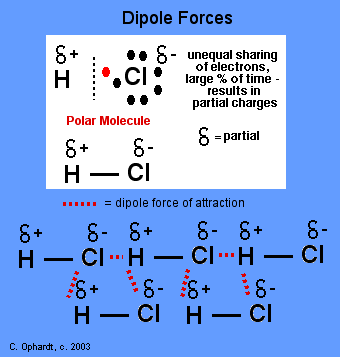 Dipole Forces
δ+ δ-
H Cl
unequal sharing
of electrons,
large % of time -
results in
partial charges
Polar Molecule
δ = partial
δ+ δ-
H — Cl
= dipole force of attraction
δ+ δ- δ+ δ- δ+ δ-
H — Cl H — Cl H — Cl
δ+ δ- δ+ δ-
H — Cl H — Cl
C. Ophardt, c. 2003